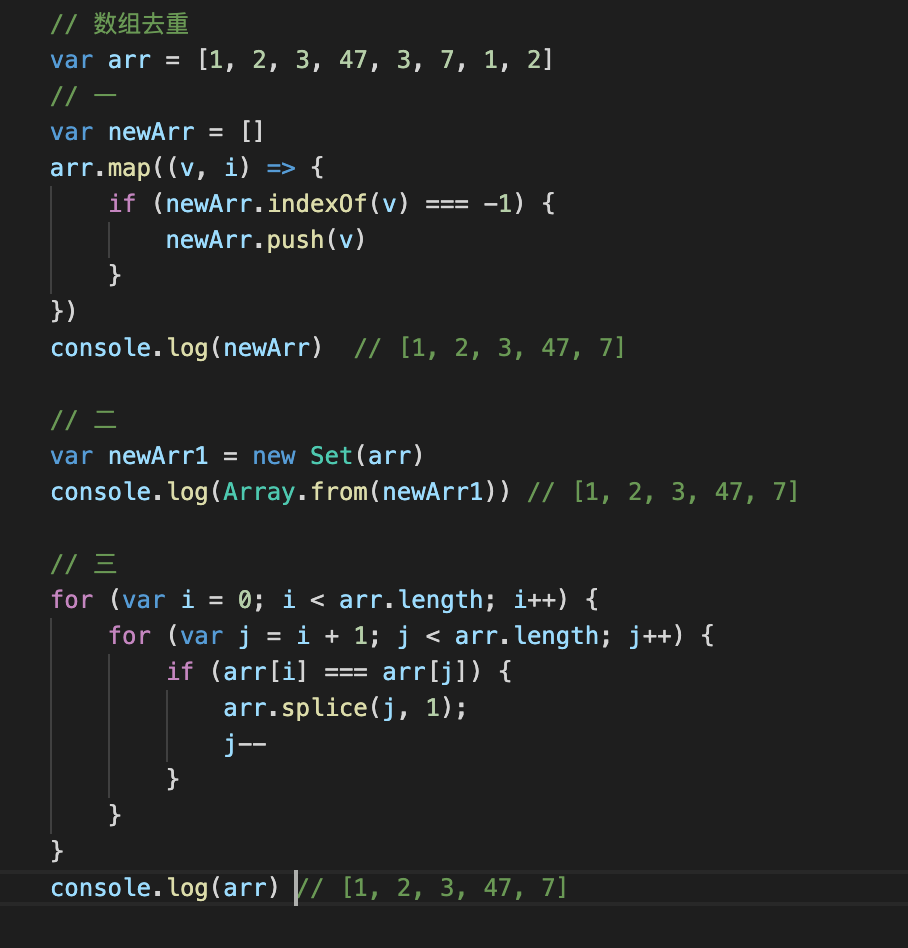 // 数组去重
var arr = [1, 2, 3, 47, 3, 7, 1, 2]
// 一
var newArr = []
arr.map((v, i) => {
    if (newArr.indexOf(v) === -1) {
        newArr.push(v)
    }
})
console.log(newArr)  // [1, 2, 3, 47, 7]

// 二
var newArr1 = new Set(arr)
console.log(Array.from(newArr1)) // [1, 2, 3, 47, 7]

// 三
for (var i = 0; i < arr.length; i++) {
    for (var j = i + 1; j < arr.length; j++) {
        if (arr[i] === arr[j]) {
            arr.splice(j, 1);
            j--
        }
    }
}
console.log(arr) // [1, 2, 3, 47, 7]